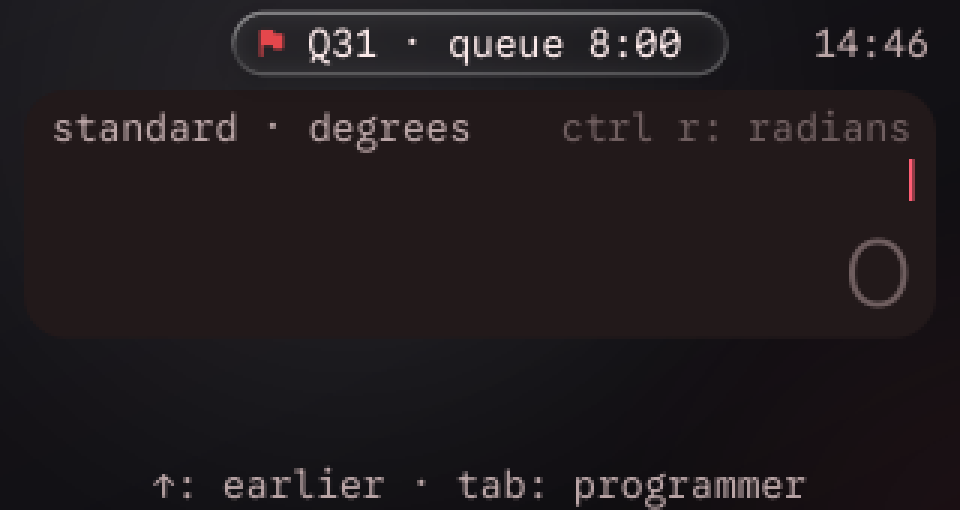 Q31 · queue 8:00
14:46
standard · degrees
ctrl r: radians
0
↑: earlier · tab: programmer